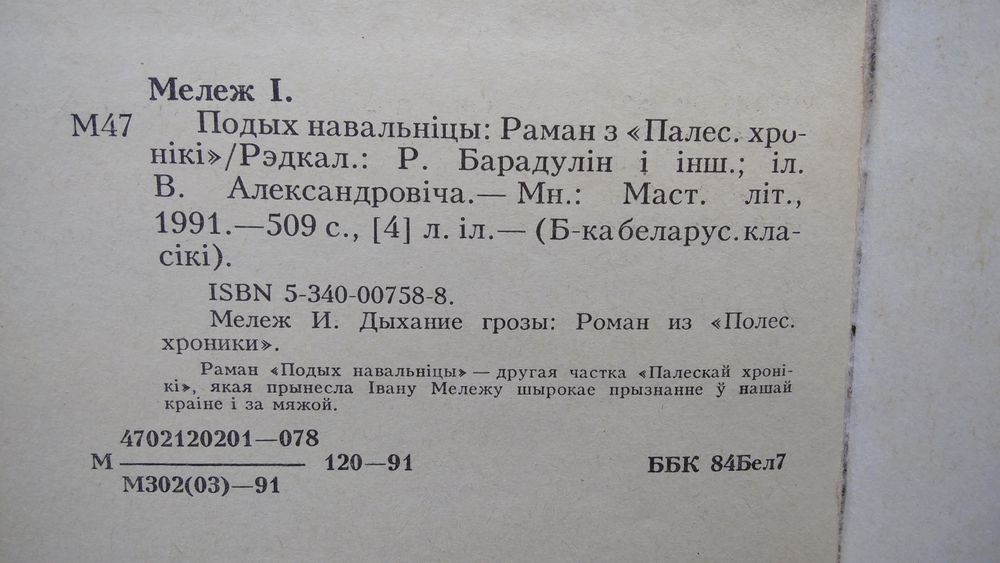 Мележ І.
М47 Подых навальніцы: Раман з «Палес. хро-
нікі»/Рэдкал.: Р. Барадулін і інш.; іл.
В. Александровіча.— Мн.: Маст. літ.,
1991.—509 с., [4] л. іл.— (Б-ка беларус. кла-
сікі).
ISBN 5-340-00758-8.
Мележ И. Дыхание грозы: Роман из «Полес.
хроники».
Раман «Подых навальніцы» — другая частка «Палескай хроні-
кі», якая прынесла Івану Мележу шырокае прызнанне ў нашай
краіне і за мяжой.
4702120201—078
М 120—91 ББК 84Бел7
М302(03)—91